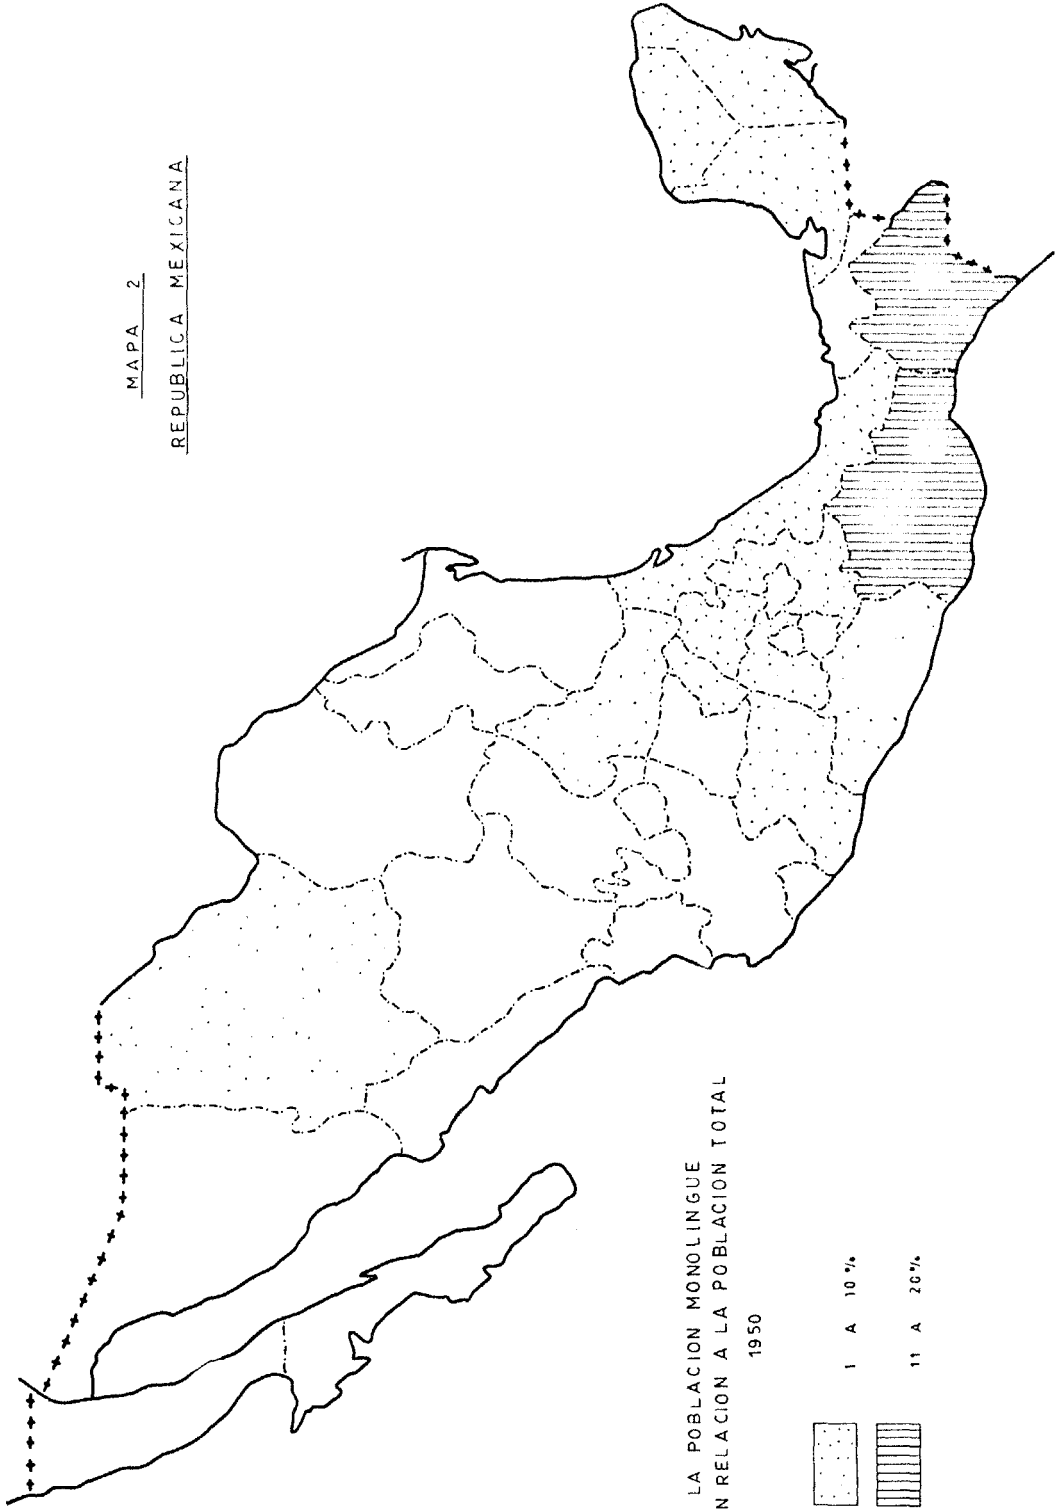 MAPA 2
REPUBLICA MEXICANA
LA POBLACION MONOLINGUE
N RELACION A LA POBLACION TOTAL
1950
1 A 10 %
11 A 20 %